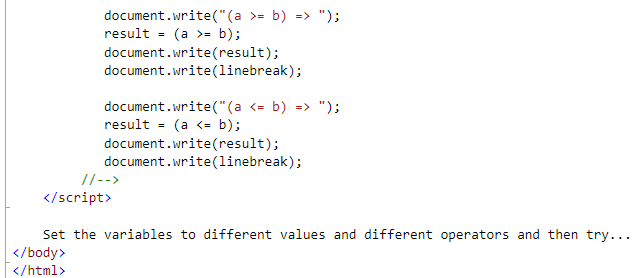 document.write("(a >= b) => ");
result = (a >= b);
document.write(result);
document.write(linebreak);
document.write("(a <= b) => ");
result = (a <= b);
document.write(result);
document.write(linebreak);
//-->
</script>
Set the variables to different values and different operators and then try...
</body>
</html>